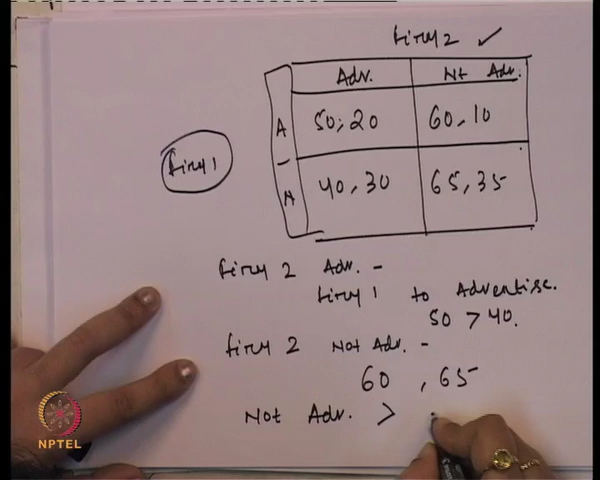 firm 2 ✓
Adv. Nt Adv.
A 50, 20 60, 10
firm 1
N 40, 30 65, 35
firm 2 Adv. -
firm 1 to Advertise.
50 > 40.
firm 2 Not Adv. -
60 , 65
Not Adv. >
NPTEL